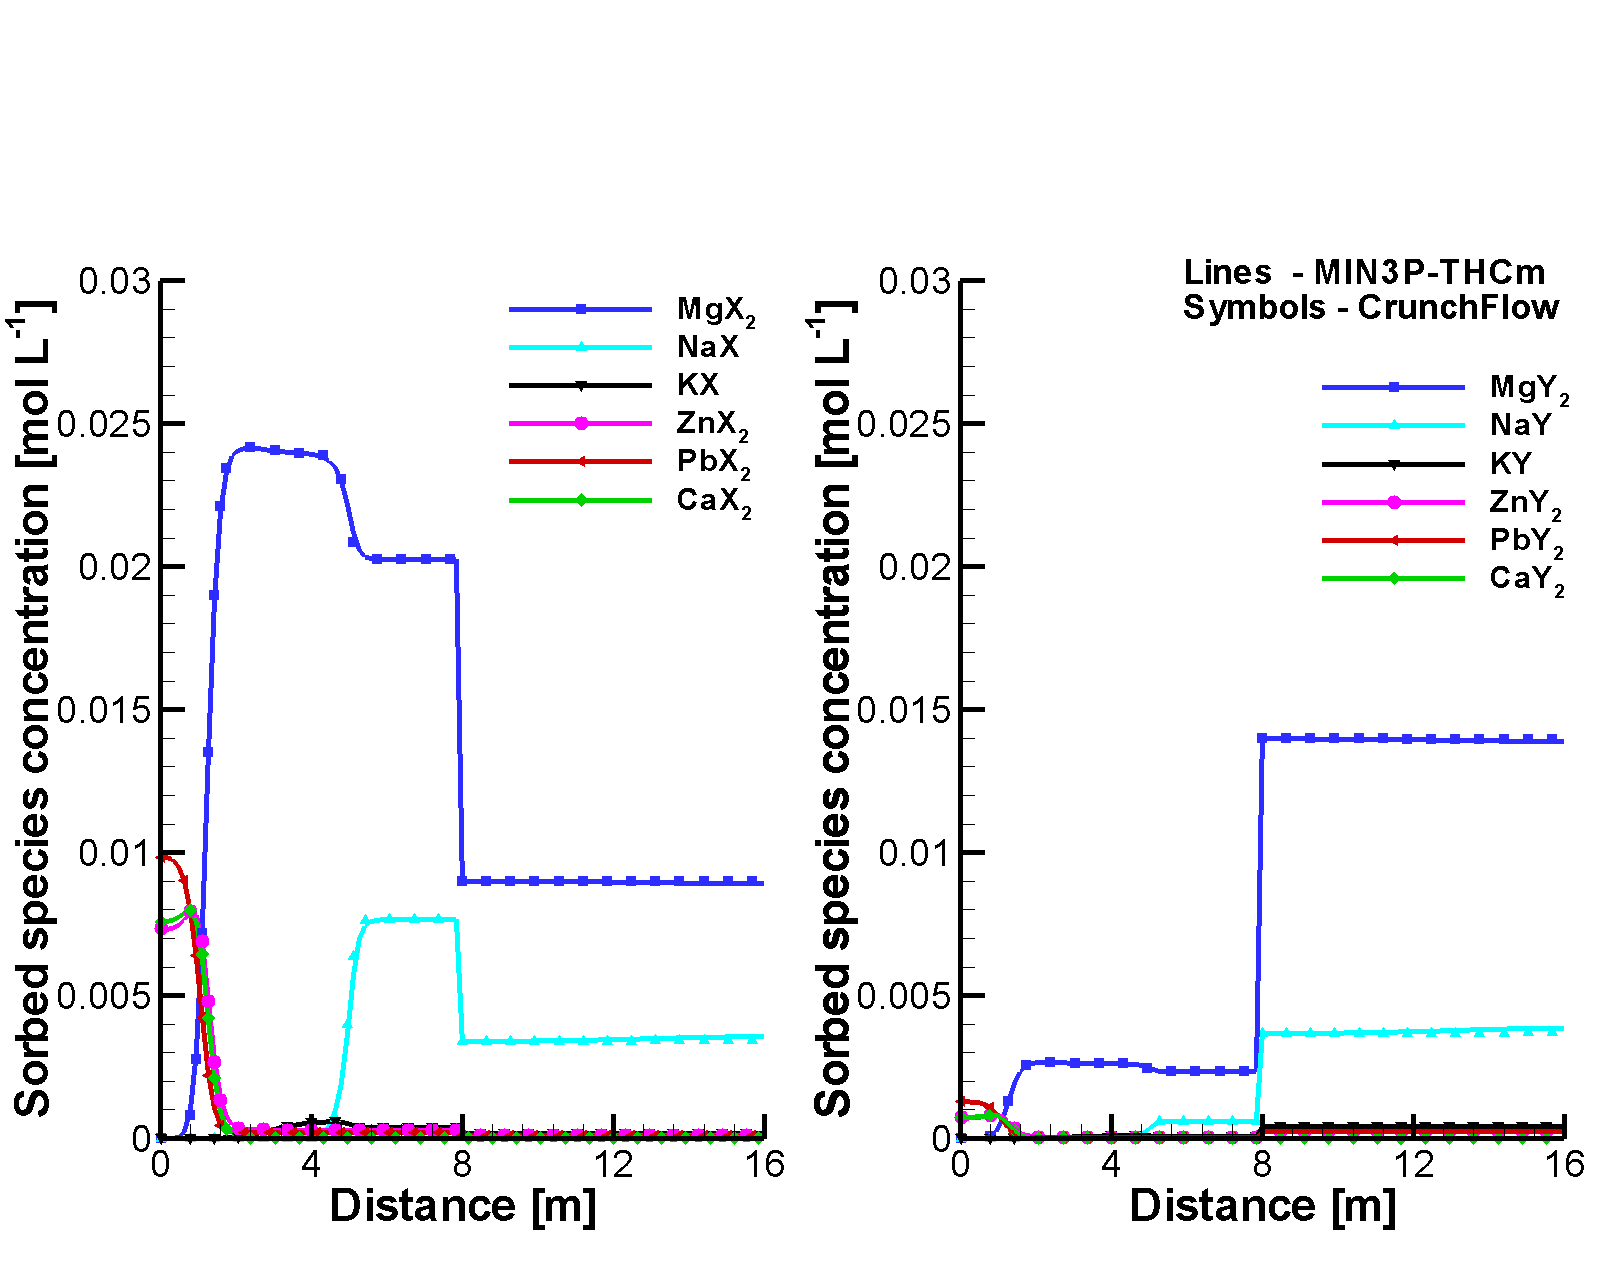 Sorbed species concentration [mol L⁻¹]
0.03
0.025
0.02
0.015
0.01
0.005
0
0 4 8 12 16
Distance [m]
MgX₂
NaX
KX
ZnX₂
PbX₂
CaX₂
Lines - MIN3P-THCm
Symbols - CrunchFlow
Sorbed species concentration [mol L⁻¹]
0.03
0.025
0.02
0.015
0.01
0.005
0
0 4 8 12 16
Distance [m]
MgY₂
NaY
KY
ZnY₂
PbY₂
CaY₂